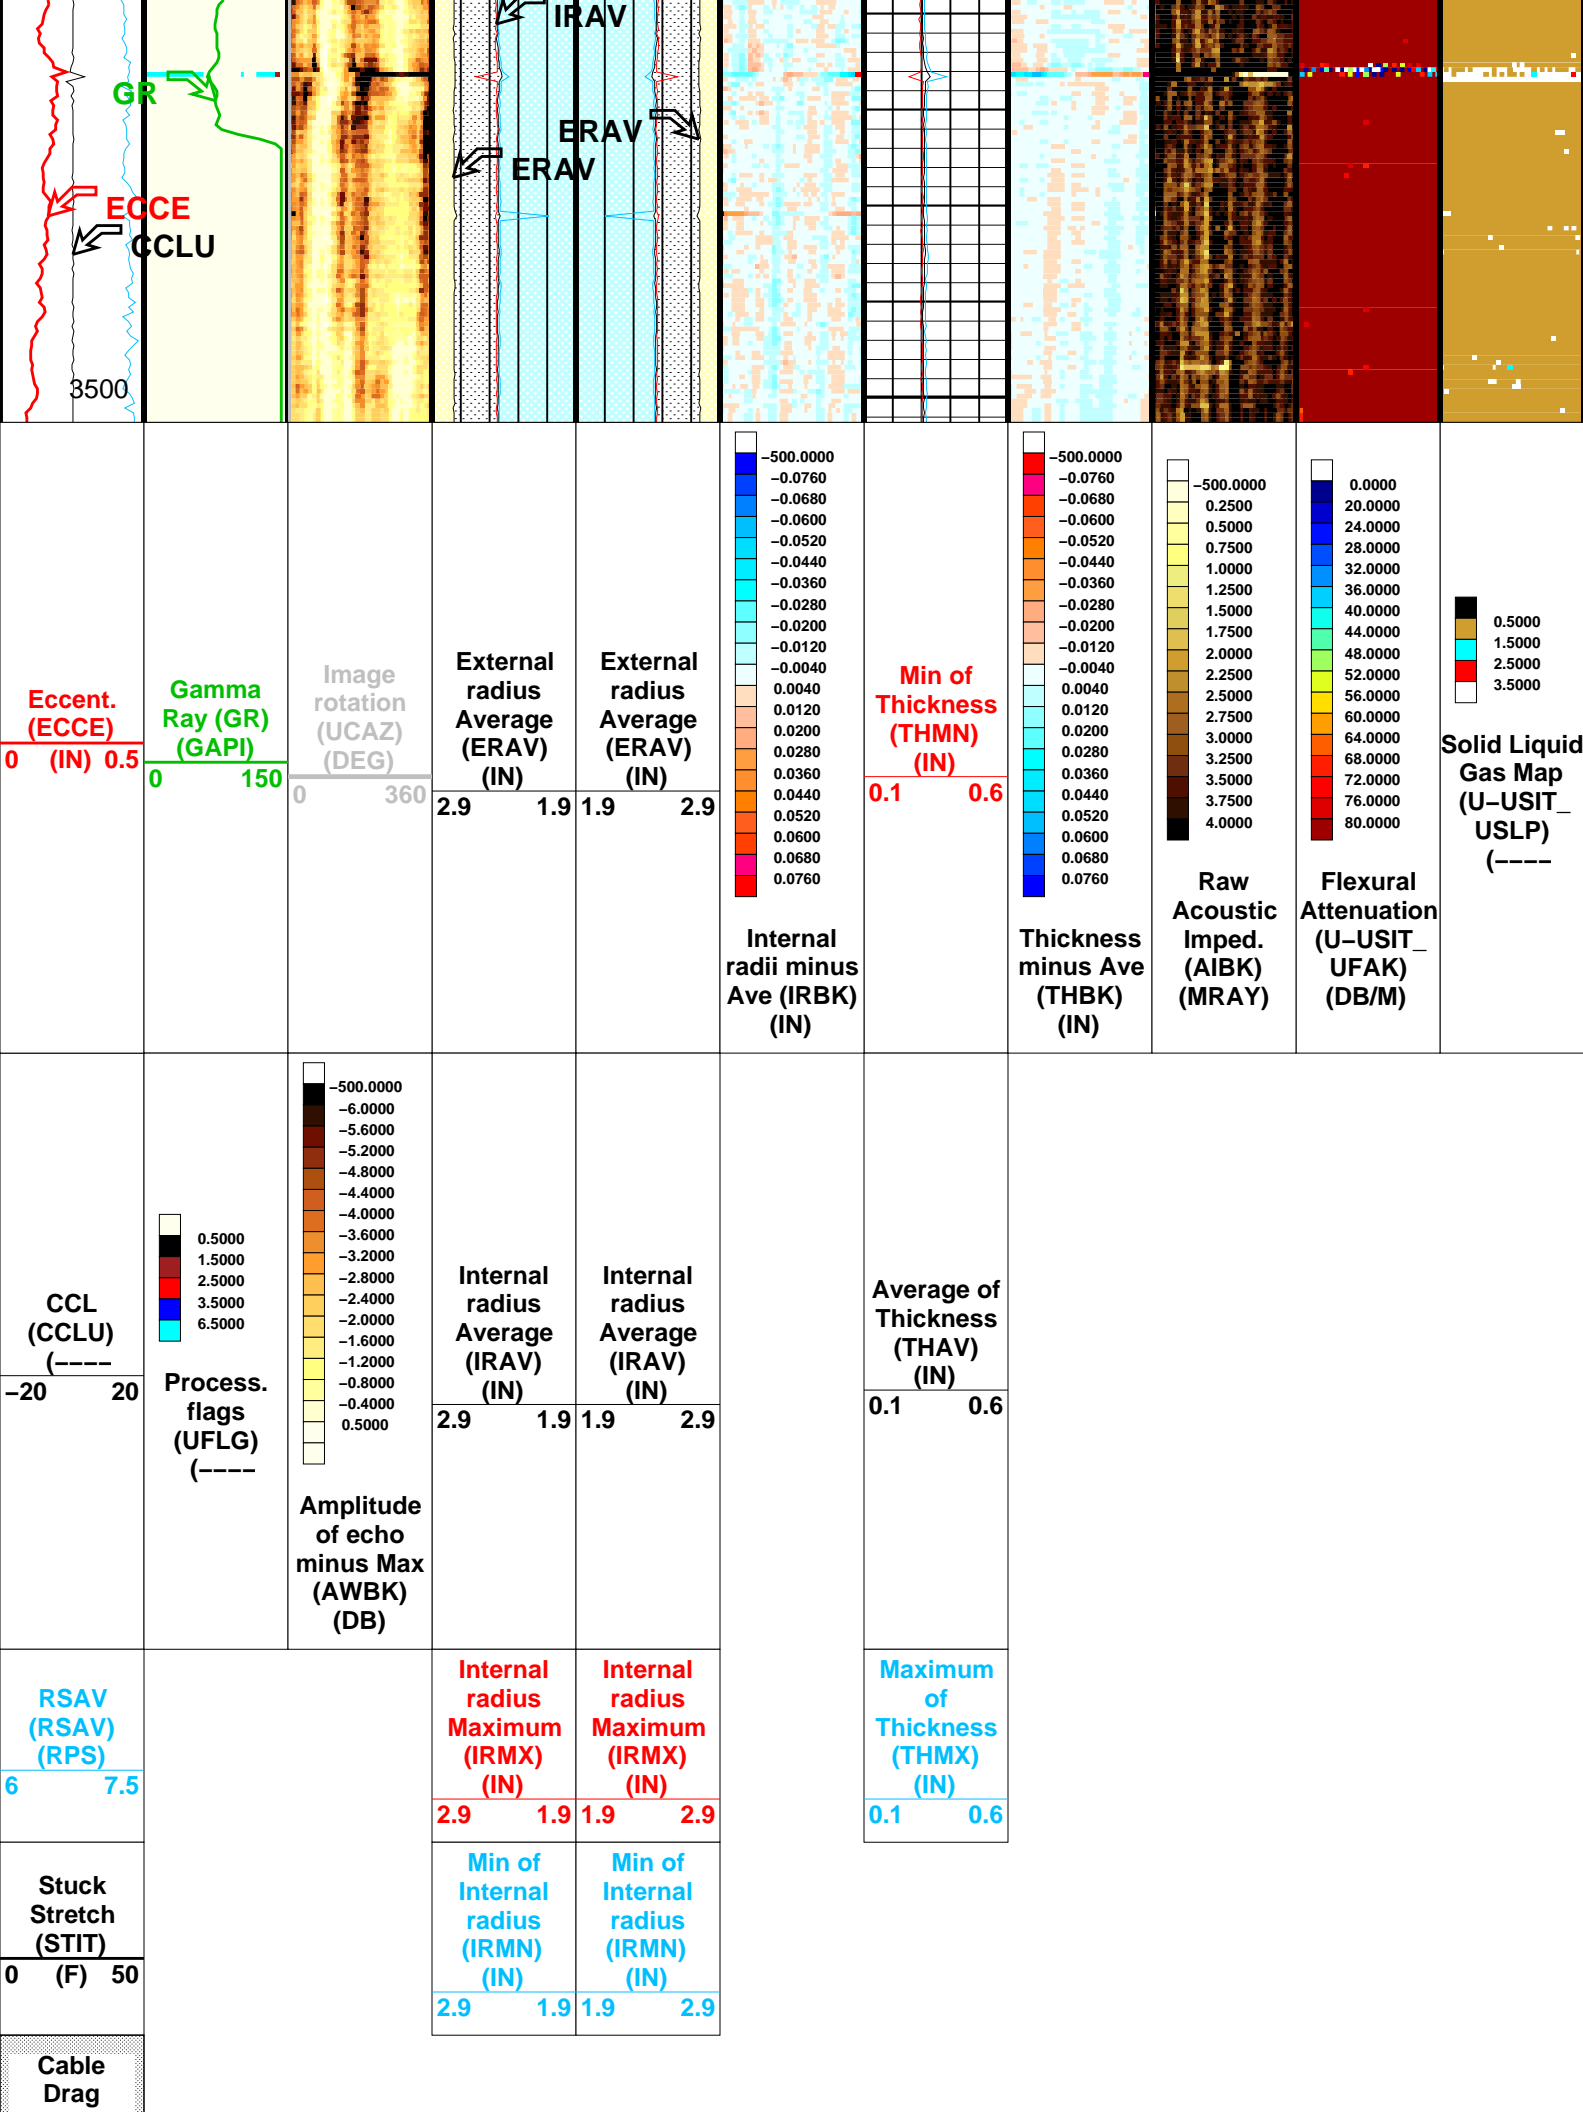 IRAV
GR
ERAV
ERAV
ECCE
CCLU
3500
Eccent.
(ECCE)
0 (IN) 0.5
Gamma
Ray (GR)
(GAPI)
0 150
Image
rotation
(UCAZ)
(DEG)
0 360
External
radius
Average
(ERAV)
(IN)
2.9 1.9
External
radius
Average
(ERAV)
(IN)
1.9 2.9
−500.0000
−0.0760
−0.0680
−0.0600
−0.0520
−0.0440
−0.0360
−0.0280
−0.0200
−0.0120
−0.0040
0.0040
0.0120
0.0200
0.0280
0.0360
0.0440
0.0520
0.0600
0.0680
0.0760
Internal
radii minus
Ave (IRBK)
(IN)
Min of
Thickness
(THMN)
(IN)
0.1 0.6
−500.0000
−0.0760
−0.0680
−0.0600
−0.0520
−0.0440
−0.0360
−0.0280
−0.0200
−0.0120
−0.0040
0.0040
0.0120
0.0200
0.0280
0.0360
0.0440
0.0520
0.0600
0.0680
0.0760
Thickness
minus Ave
(THBK)
(IN)
−500.0000
0.2500
0.5000
0.7500
1.0000
1.2500
1.5000
1.7500
2.0000
2.2500
2.5000
2.7500
3.0000
3.2500
3.5000
3.7500
4.0000
Raw
Acoustic
Imped.
(AIBK)
(MRAY)
0.0000
20.0000
24.0000
28.0000
32.0000
36.0000
40.0000
44.0000
48.0000
52.0000
56.0000
60.0000
64.0000
68.0000
72.0000
76.0000
80.0000
Flexural
Attenuation
(U−USIT_
UFAK)
(DB/M)
0.5000
1.5000
2.5000
3.5000
Solid Liquid
Gas Map
(U−USIT_
USLP)
(−−−−
CCL
(CCLU)
(−−−−
−20 20
0.5000
1.5000
2.5000
3.5000
6.5000
Process.
flags
(UFLG)
(−−−−
−500.0000
−6.0000
−5.6000
−5.2000
−4.8000
−4.4000
−4.0000
−3.6000
−3.2000
−2.8000
−2.4000
−2.0000
−1.6000
−1.2000
−0.8000
−0.4000
0.5000
Amplitude
of echo
minus Max
(AWBK)
(DB)
Internal
radius
Average
(IRAV)
(IN)
2.9 1.9
Internal
radius
Average
(IRAV)
(IN)
1.9 2.9
Average of
Thickness
(THAV)
(IN)
0.1 0.6
RSAV
(RSAV)
(RPS)
6 7.5
Internal
radius
Maximum
(IRMX)
(IN)
2.9 1.9
Internal
radius
Maximum
(IRMX)
(IN)
1.9 2.9
Maximum
of
Thickness
(THMX)
(IN)
0.1 0.6
Stuck
Stretch
(STIT)
0 (F) 50
Min of
Internal
radius
(IRMN)
(IN)
2.9 1.9
Min of
Internal
radius
(IRMN)
(IN)
1.9 2.9
Cable
Drag